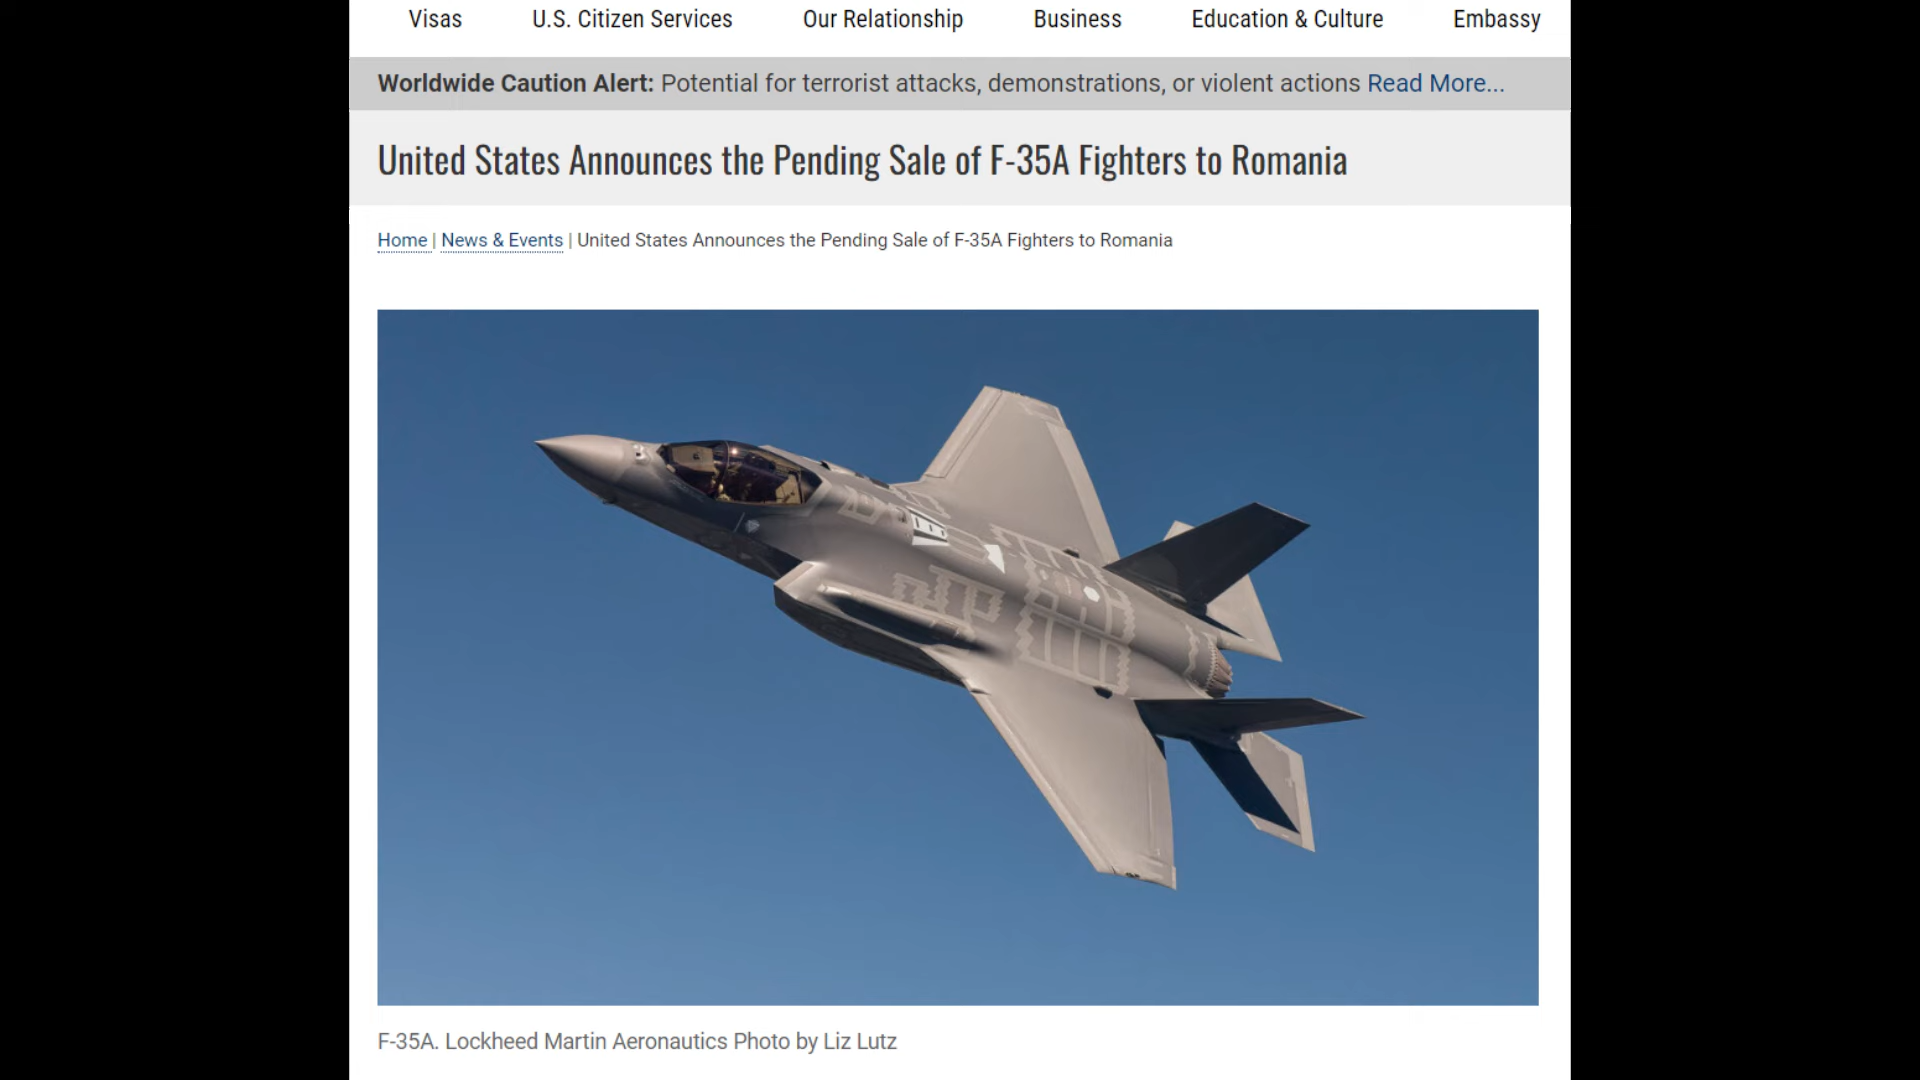 Visas U.S. Citizen Services Our Relationship Business Education & Culture Embassy
Worldwide Caution Alert: Potential for terrorist attacks, demonstrations, or violent actions Read More...
United States Announces the Pending Sale of F-35A Fighters to Romania
Home | News & Events | United States Announces the Pending Sale of F-35A Fighters to Romania
F-35A. Lockheed Martin Aeronautics Photo by Liz Lutz